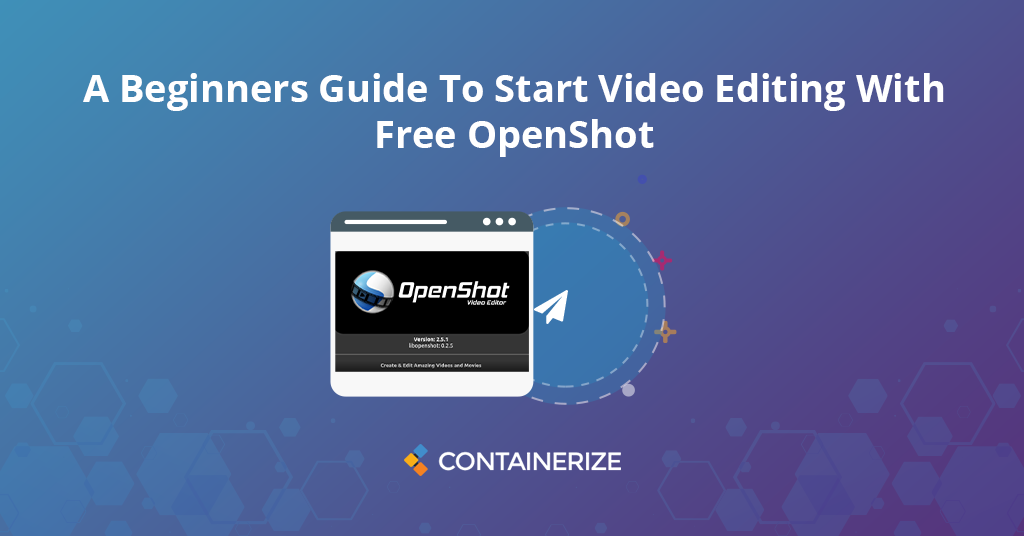 A Beginners Guide To Start Video Editing With
Free OpenShot
OpenShot
Video Editor
Version: 2.5.1
libopenshot: 0.2.5
Create & Edit Amazing Videos and Movies
CONTAINERIZE